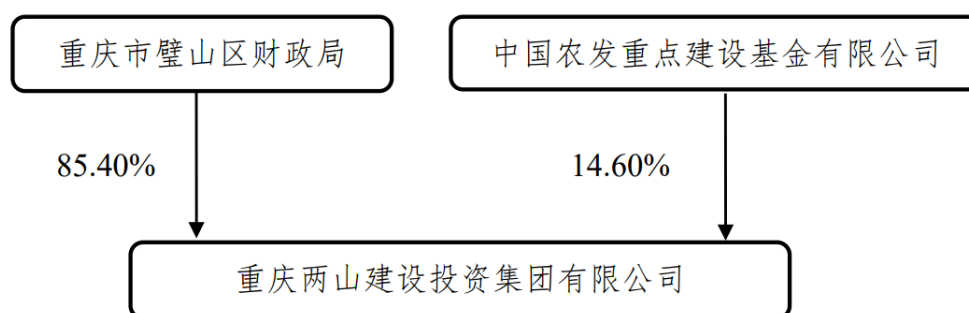 重庆市璧山区财政局
中国农发重点建设基金有限公司
85.40%
14.60%
重庆两山建设投资集团有限公司